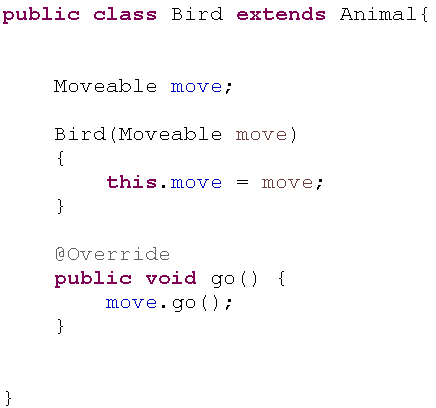 public class Bird extends Animal{
Moveable move;
Bird(Moveable move)
{
this.move = move;
}
@Override
public void go() {
move.go();
}
}